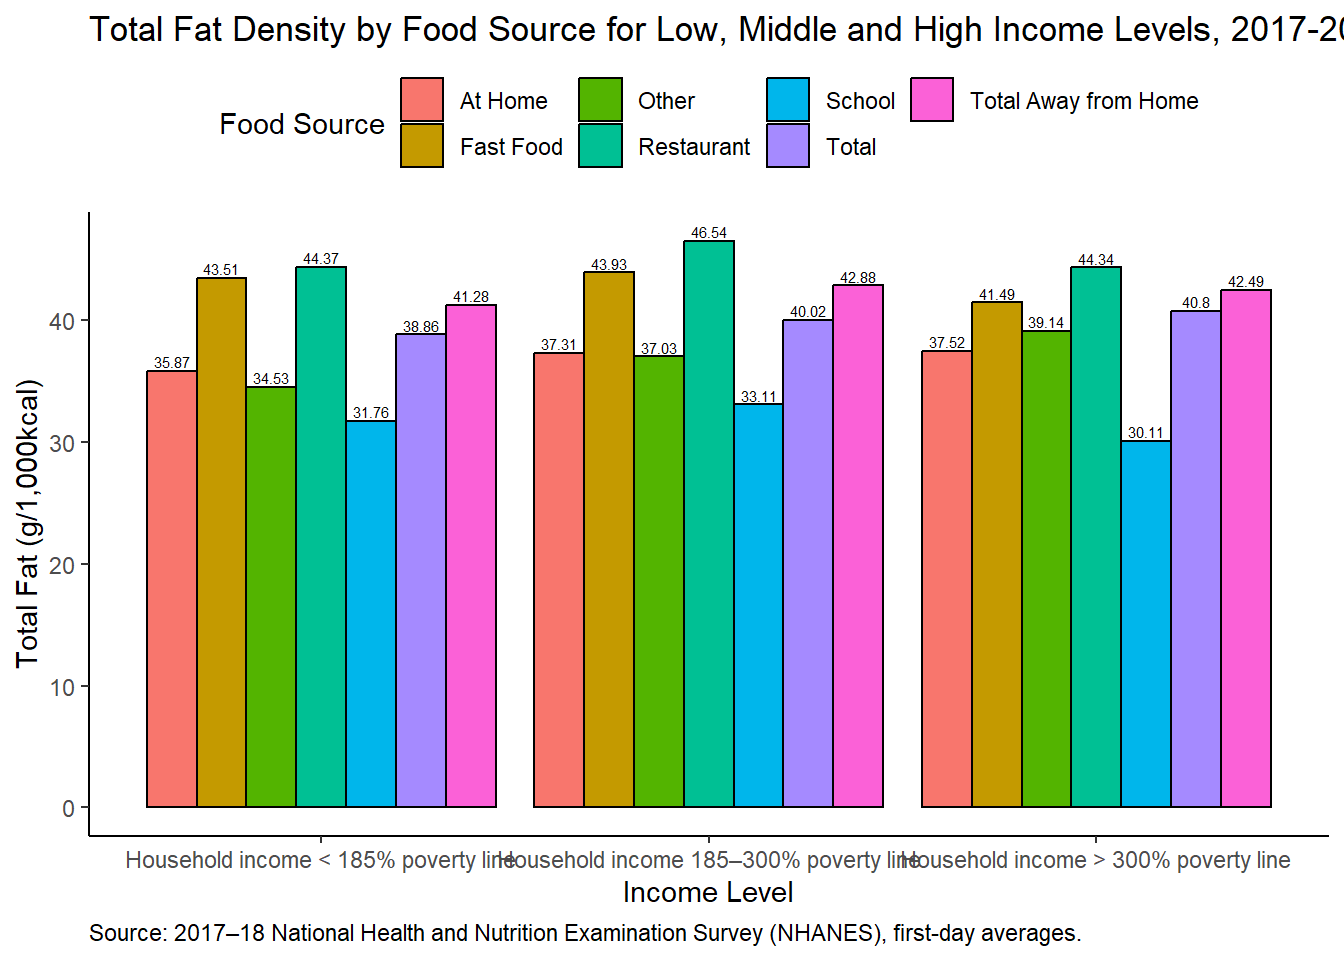 Total Fat Density by Food Source for Low, Middle and High Income Levels, 2017-20
Food Source
At Home
Other
School
Total Away from Home
Fast Food
Restaurant
Total
Total Fat (g/1,000kcal)
40
30
20
10
0
35.87
43.51
34.53
44.37
31.76
38.86
41.28
37.31
43.93
37.03
46.54
33.11
40.02
42.88
37.52
41.49
39.14
44.34
30.11
40.8
42.49
Household income < 185% poverty line
Household income 185–300% poverty line
Household income > 300% poverty line
Income Level
Source: 2017–18 National Health and Nutrition Examination Survey (NHANES), first-day averages.